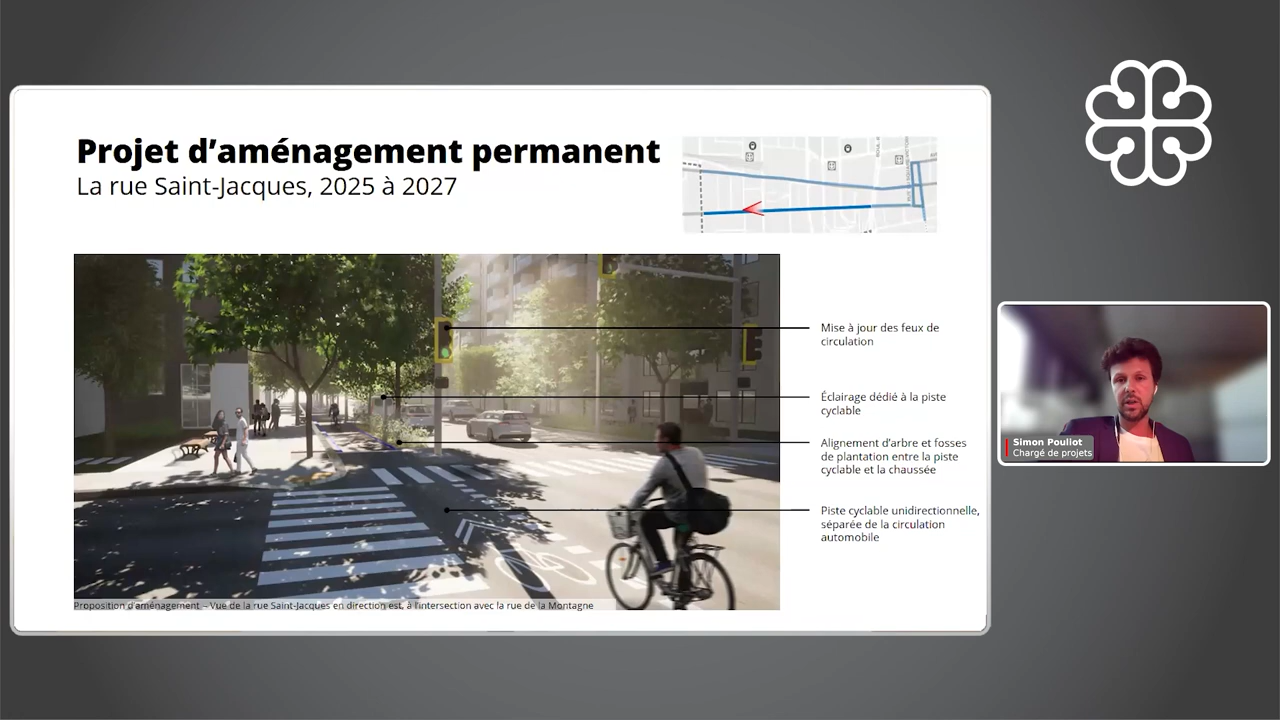 Projet d'aménagement permanent
La rue Saint-Jacques, 2025 à 2027
Mise à jour des feux de
circulation
Éclairage dédié à la piste
cyclable
Alignement d'arbre et fosses
de plantation entre la piste
cyclable et la chaussée
Piste cyclable unidirectionnelle,
séparée de la circulation
automobile
Proposition d'aménagement – Vue de la rue Saint-Jacques en direction est, à l'intersection avec la rue de la Montagne
Simon Pouliot
Chargé de projets